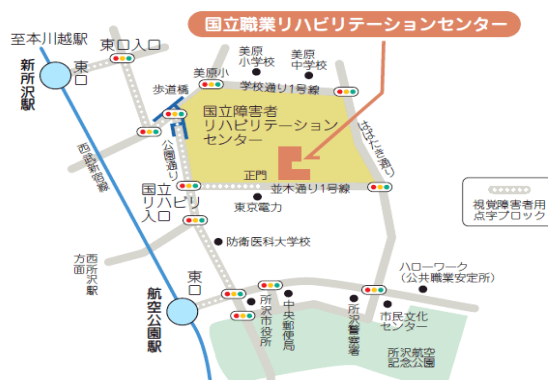 国立職業リハビリテーションセンター
至本川越駅
東口入口
新所沢駅
東口
美原
小学校
美原
中学校
美原小
学校通り1号線
歩道橋
国立障害者
リハビリテーション
センター
はばたき通り
公園通り
西武新宿線
正門
並木通り1号線
国立
リハビリ
入口
東京電力
視覚障害者用
点字ブロック
防衛医科大学校
西所沢駅
方面
東口
航空公園駅
ハローワーク
(公共職業安定所)
所沢市役所
中央郵便局
所沢警察署
市民文化
センター
所沢航空
記念公園